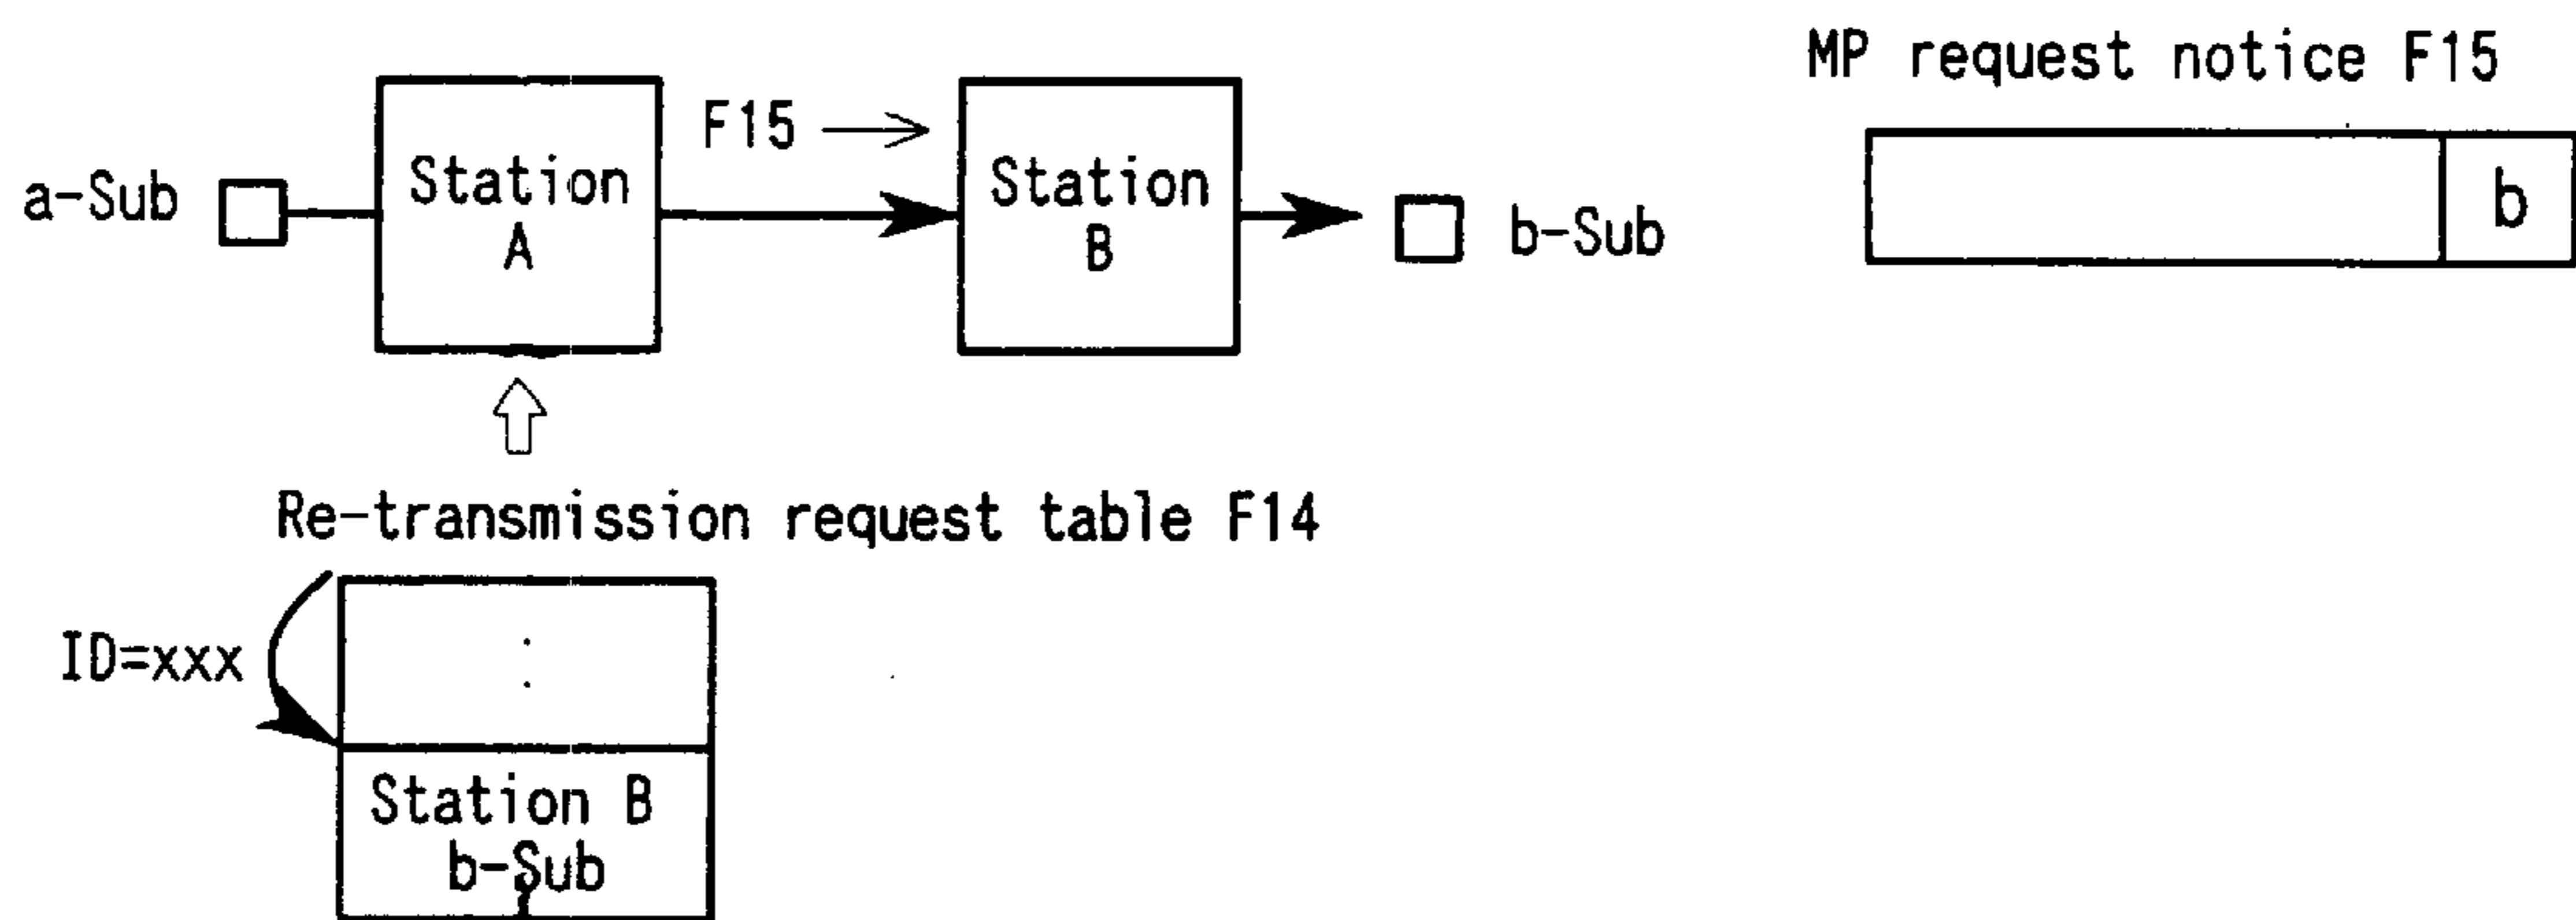 MP request notice F15
F15
a-Sub
Station
A
Station
B
b-Sub
b
Re-transmission request table F14
ID=xxx
Station B
b-Sub